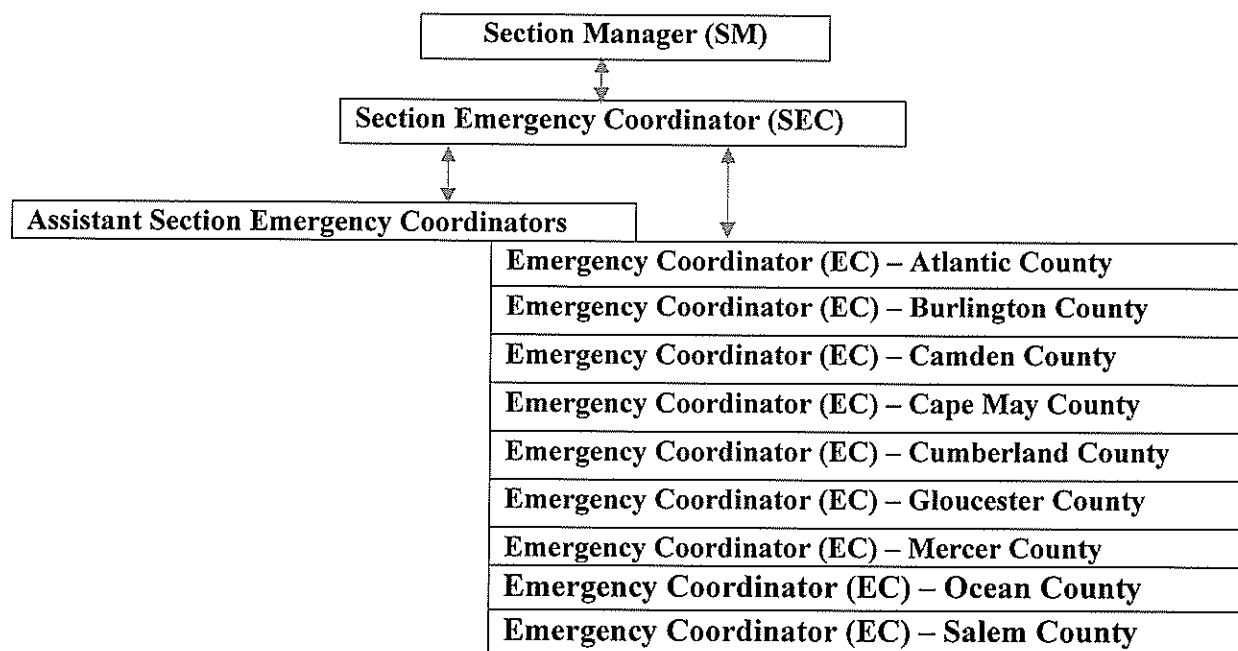 Section Manager (SM)
Section Emergency Coordinator (SEC)
Assistant Section Emergency Coordinators
Emergency Coordinator (EC) – Atlantic County
Emergency Coordinator (EC) – Burlington County
Emergency Coordinator (EC) – Camden County
Emergency Coordinator (EC) – Cape May County
Emergency Coordinator (EC) – Cumberland County
Emergency Coordinator (EC) – Gloucester County
Emergency Coordinator (EC) – Mercer County
Emergency Coordinator (EC) – Ocean County
Emergency Coordinator (EC) – Salem County